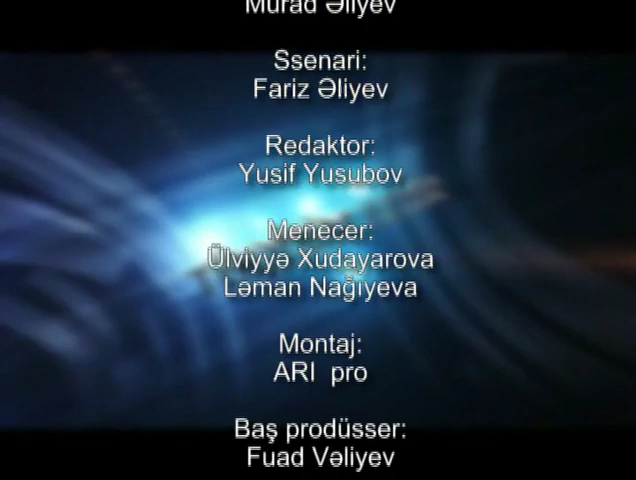 Murad Əliyev
Ssenari:
Fariz Əliyev
Redaktor:
Yusif Yusubov
Menecer:
Ülviyyə Xudayarova
Ləman Nağıyeva
Montaj:
ARI pro
Baş prodüsser:
Fuad Vəliyev